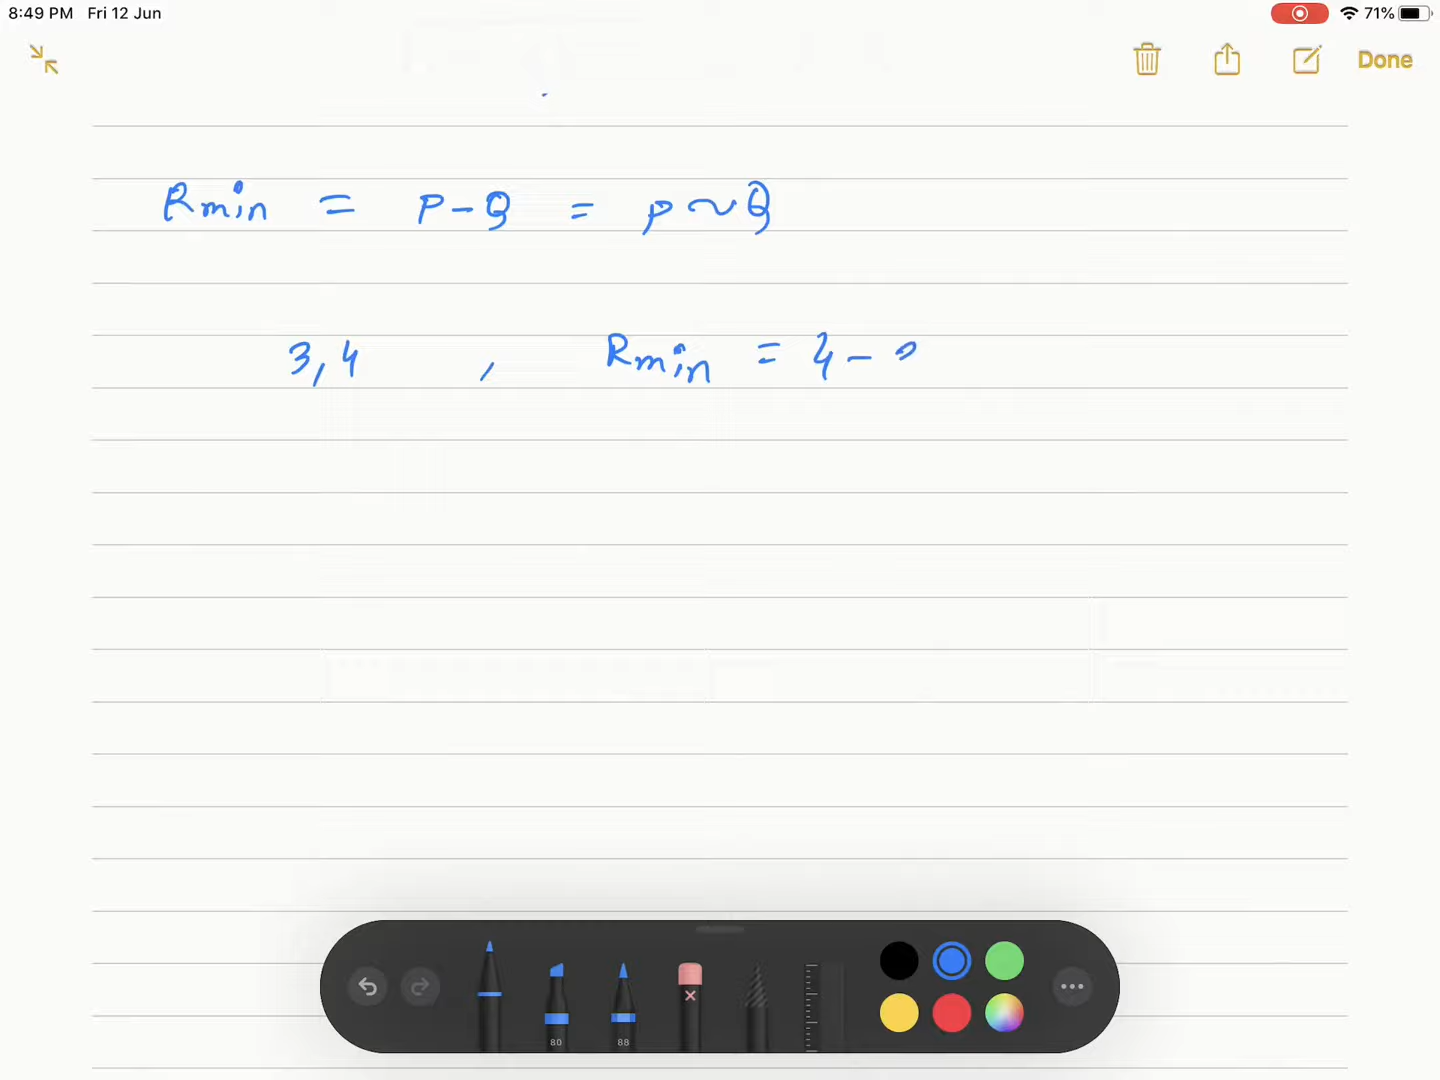 8:49 PM Fri 12 Jun 71%
Done
Rmin = P - Q = P ~ Q
3, 4 , Rmin = 4 -
80 88